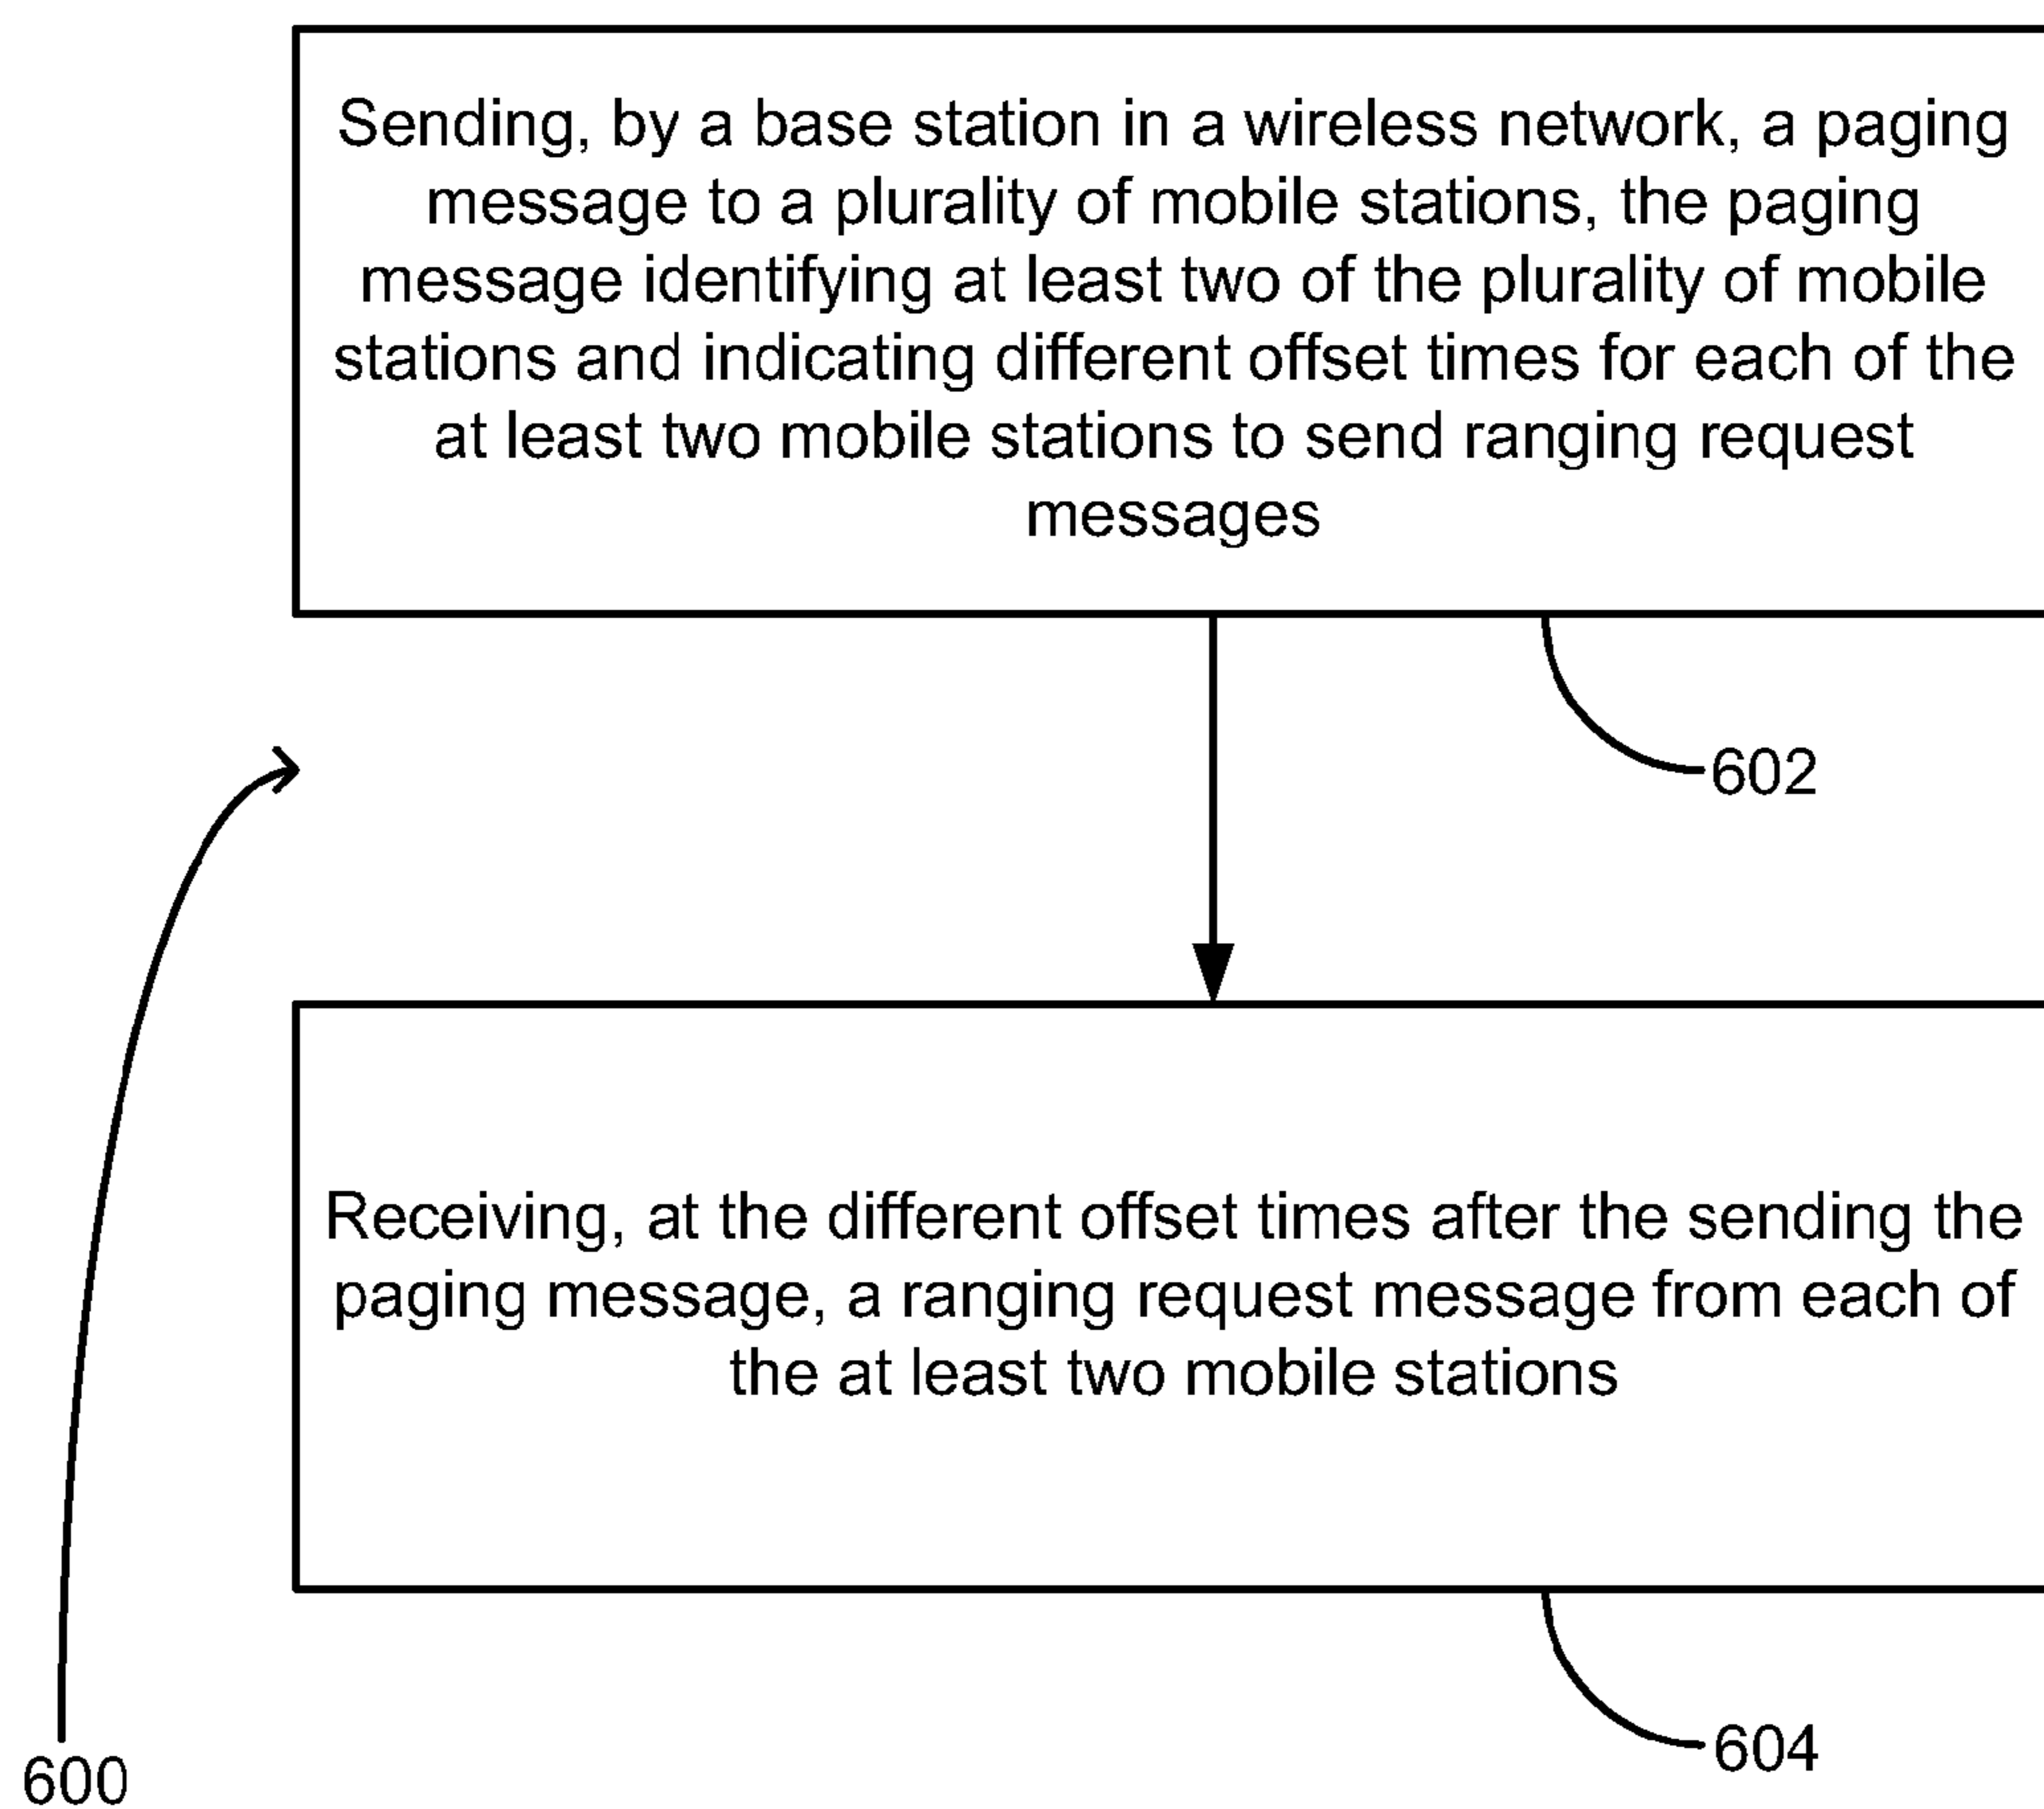 Sending, by a base station in a wireless network, a paging
message to a plurality of mobile stations, the paging
message identifying at least two of the plurality of mobile
stations and indicating different offset times for each of the
at least two mobile stations to send ranging request
messages
602
Receiving, at the different offset times after the sending the
paging message, a ranging request message from each of
the at least two mobile stations
604
600